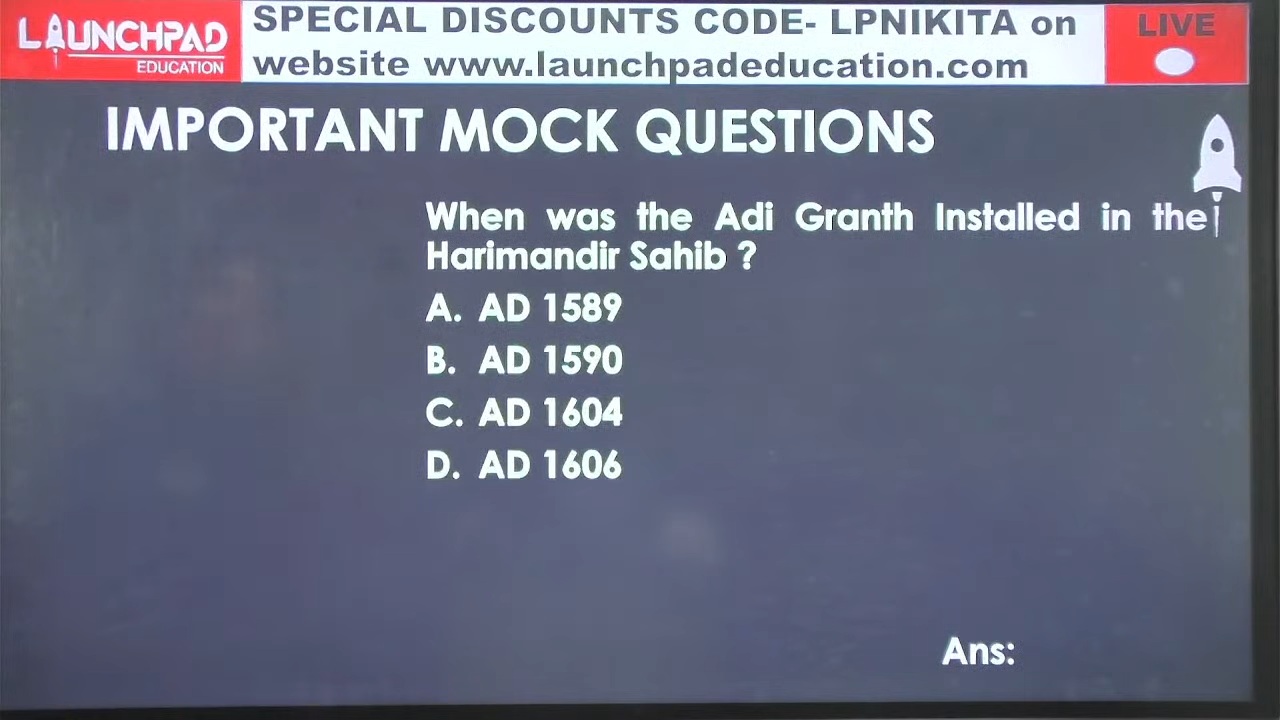 LAUNCHPAD
EDUCATION
SPECIAL DISCOUNTS CODE- LPNIKITA on
website www.launchpadeducation.com
LIVE
IMPORTANT MOCK QUESTIONS
When was the Adi Granth Installed in the
Harimandir Sahib ?
A. AD 1589
B. AD 1590
C. AD 1604
D. AD 1606
Ans: